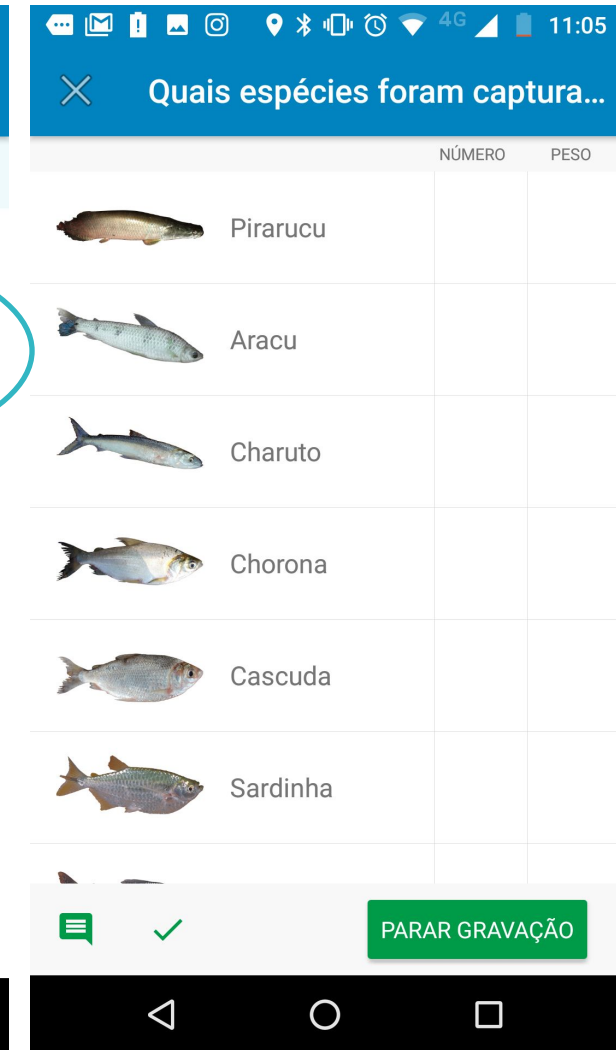 4G 11:05
Quais espécies foram captura...
NÚMERO PESO
Pirarucu
Aracu
Charuto
Chorona
Cascuda
Sardinha
PARAR GRAVAÇÃO